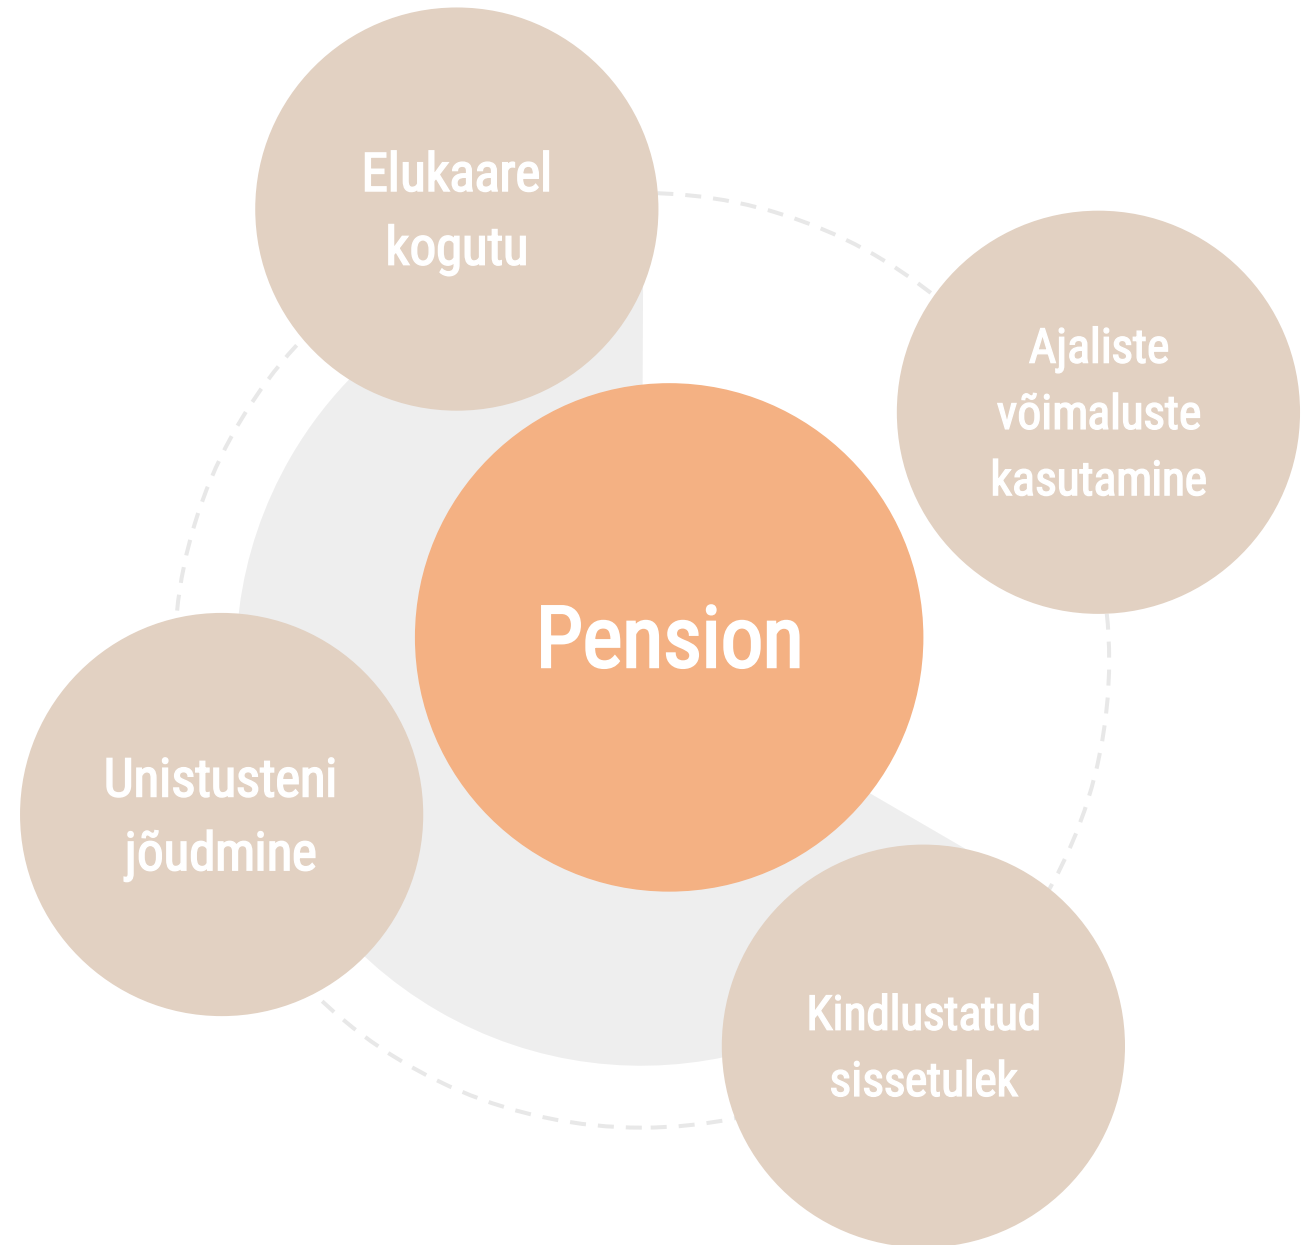 Elukaarel
kogutu
Ajaliste
võimaluste
kasutamine
Pension
Unistusteni
jõudmine
Kindlustatud
sissetulek